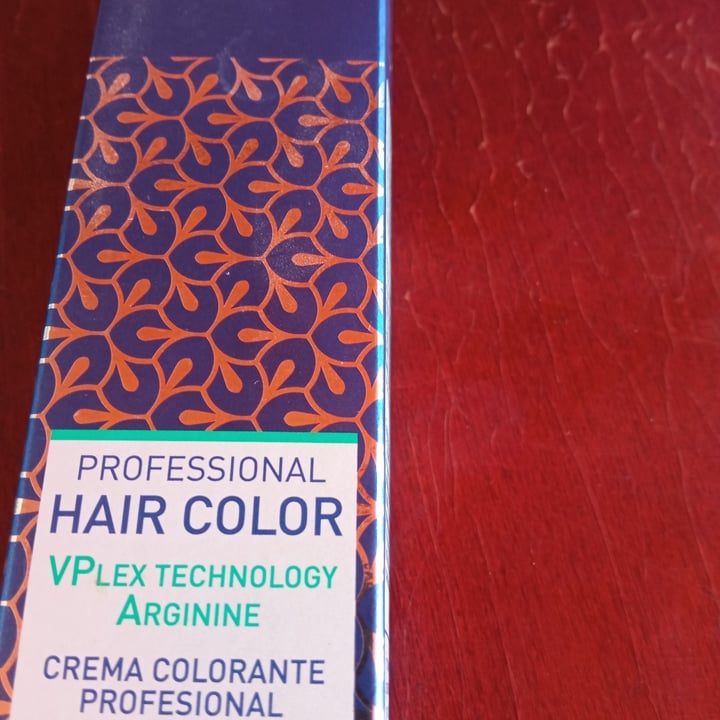 PROFESSIONAL
HAIR COLOR
VPLEX TECHNOLOGY
ARGININE
CREMA COLORANTE
PROFESIONAL